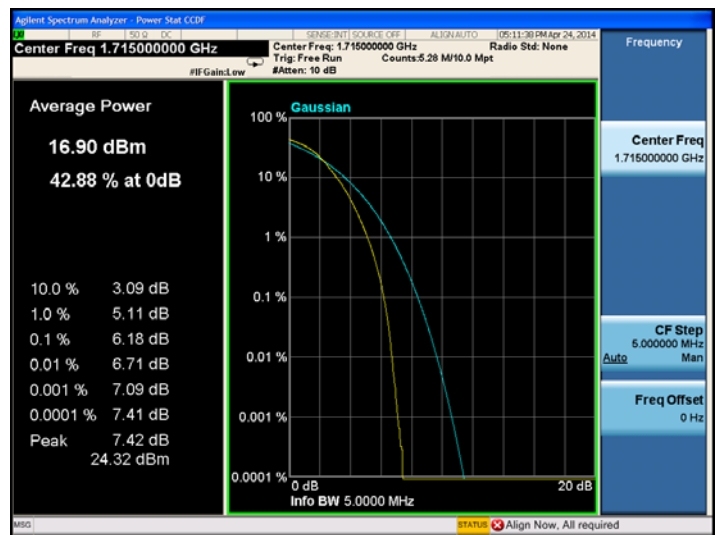 Agilent Spectrum Analyzer - Power Stat CCDF
RF 50 Ω DC SENSE:INT SOURCE OFF ALIGN AUTO 05:11:38 PM Apr 24, 2014
Center Freq 1.715000000 GHz
Center Freq: 1.715000000 GHz Radio Std: None
Trig: Free Run Counts:5.28 M/10.0 Mpt
#IFGain:Low #Atten: 10 dB
Frequency
Average Power
16.90 dBm
42.88 % at 0dB
10.0 % 3.09 dB
1.0 % 5.11 dB
0.1 % 6.18 dB
0.01 % 6.71 dB
0.001 % 7.09 dB
0.0001 % 7.41 dB
Peak 7.42 dB
24.32 dBm
Gaussian
100 %
10 %
1 %
0.1 %
0.01 %
0.001 %
0.0001 %
0 dB 20 dB
Info BW 5.0000 MHz
Center Freq
1.715000000 GHz
CF Step
5.000000 MHz
Auto Man
Freq Offset
0 Hz
MSG STATUS Align Now, All required